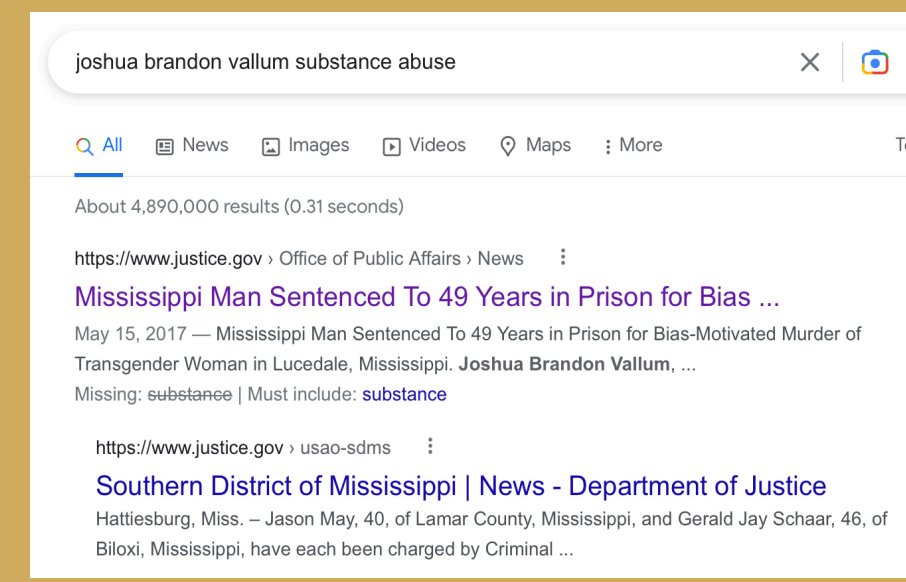 joshua brandon vallum substance abuse
All News Images Videos Maps More
About 4,890,000 results (0.31 seconds)
https://www.justice.gov › Office of Public Affairs › News
Mississippi Man Sentenced To 49 Years in Prison for Bias ...
May 15, 2017 — Mississippi Man Sentenced To 49 Years in Prison for Bias-Motivated Murder of
Transgender Woman in Lucedale, Mississippi. Joshua Brandon Vallum, ...
Missing: substance | Must include: substance
https://www.justice.gov › usao-sdms
Southern District of Mississippi | News - Department of Justice
Hattiesburg, Miss. – Jason May, 40, of Lamar County, Mississippi, and Gerald Jay Schaar, 46, of
Biloxi, Mississippi, have each been charged by Criminal ...